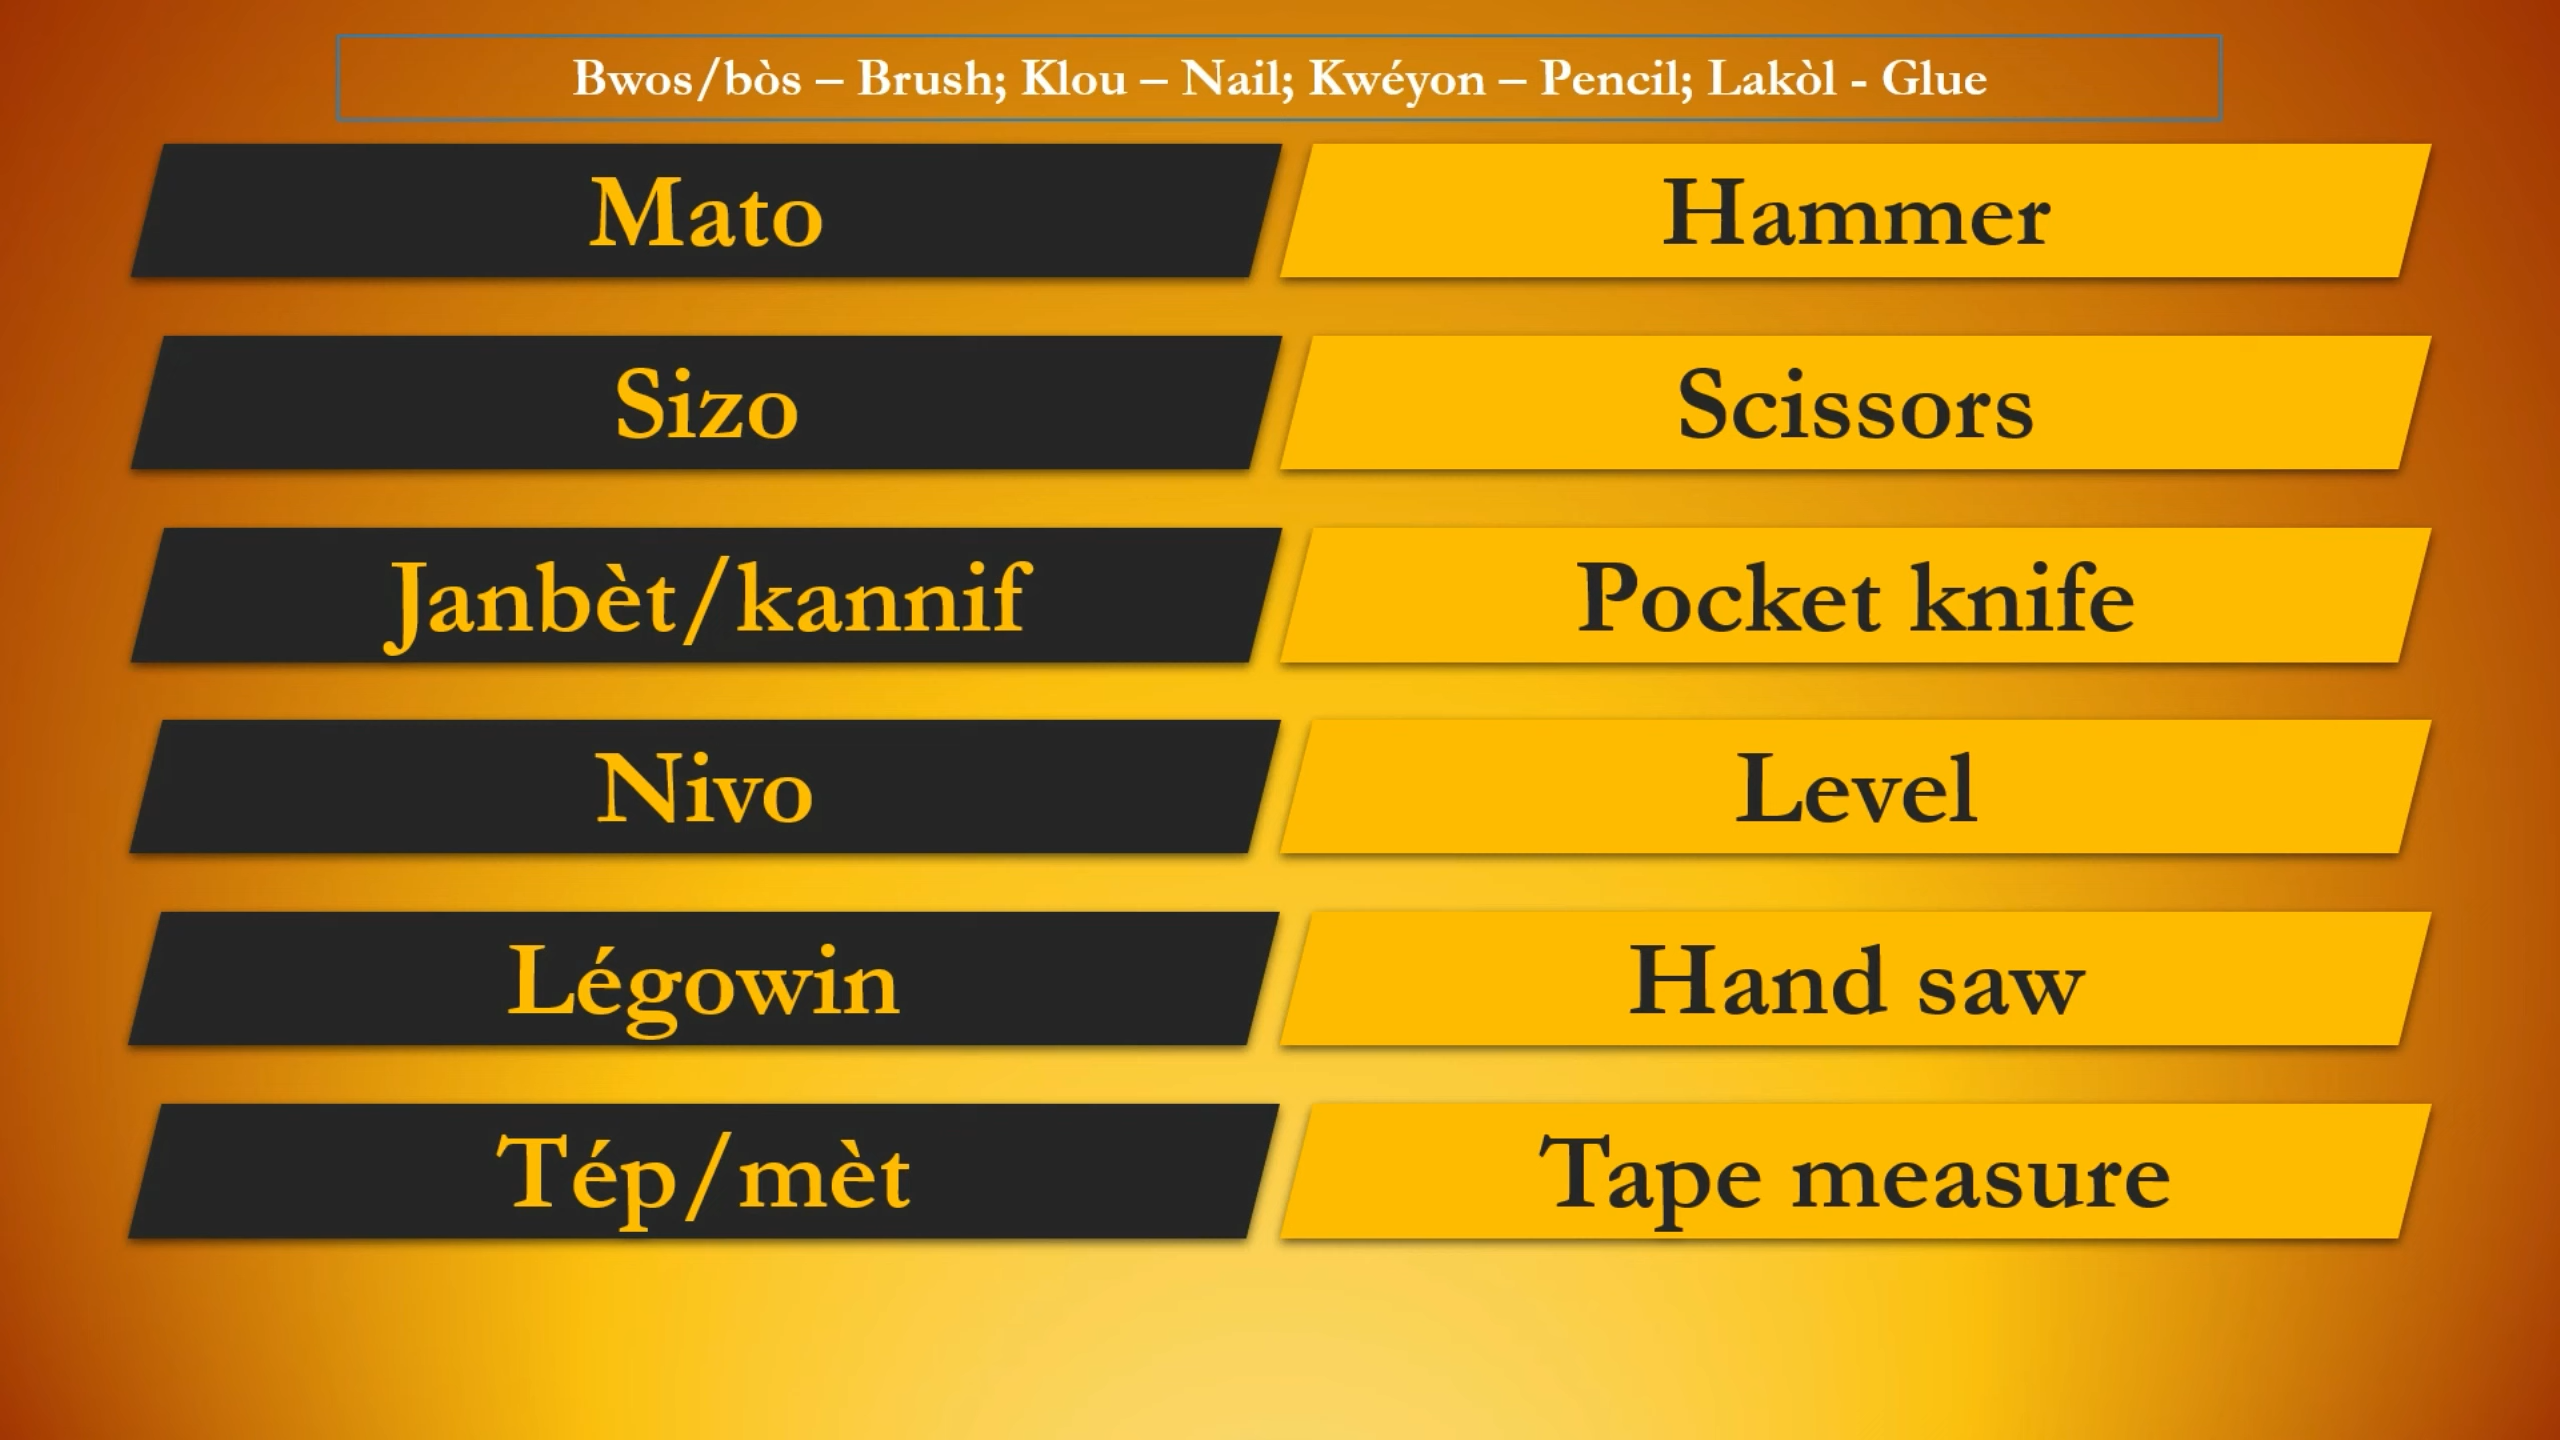 Bwos/bòs – Brush; Klou – Nail; Kwéyon – Pencil; Lakòl - Glue
Mato Hammer
Sizo Scissors
Janbèt/kannif Pocket knife
Nivo Level
Légowin Hand saw
Tép/mèt Tape measure